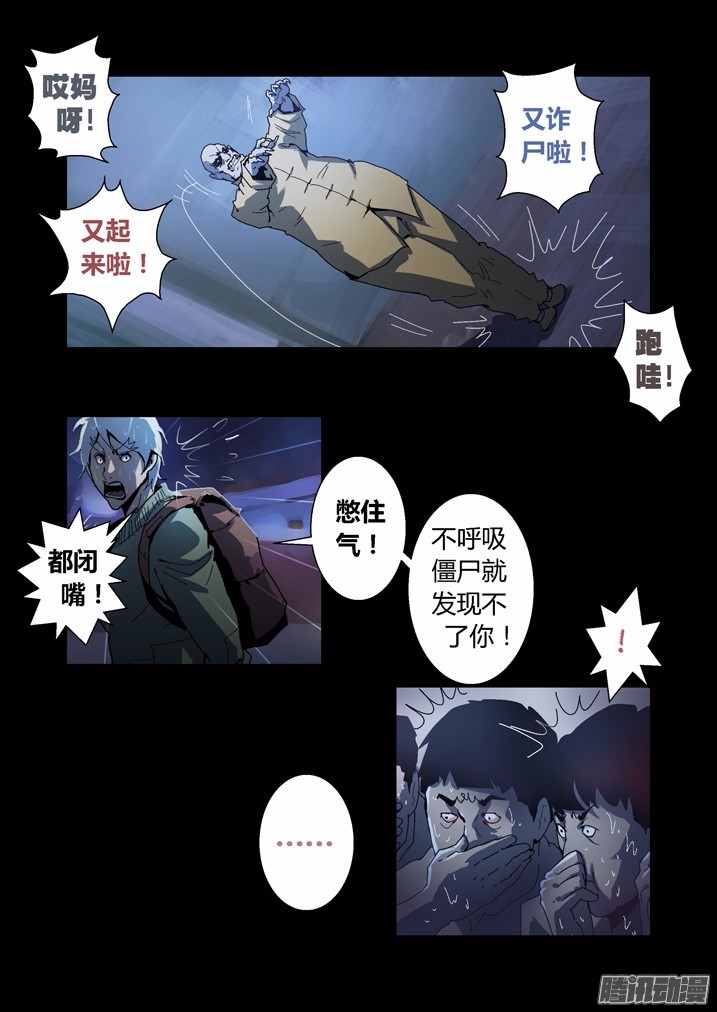 哎妈
呀！
又诈
尸啦！
又起
来啦！
跑
哇！
都闭
嘴！
憋住
气！
不呼吸
僵尸就
发现不
了你！
！
……
腾讯动漫